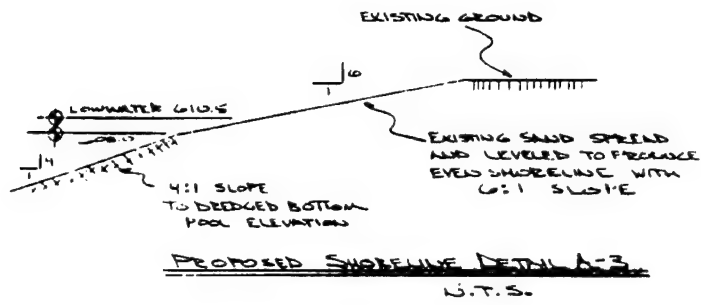 EXISTING GROUND
6
1
LOWWATER 610.5
4
1
EXISTING SAND SPREAD
AND LEVELED TO PRODUCE
EVEN SHORELINE WITH
6:1 SLOPE
4:1 SLOPE
TO DREDGED BOTTOM
POOL ELEVATION
PROPOSED SHORELINE DETAIL A-3
N.T.S.